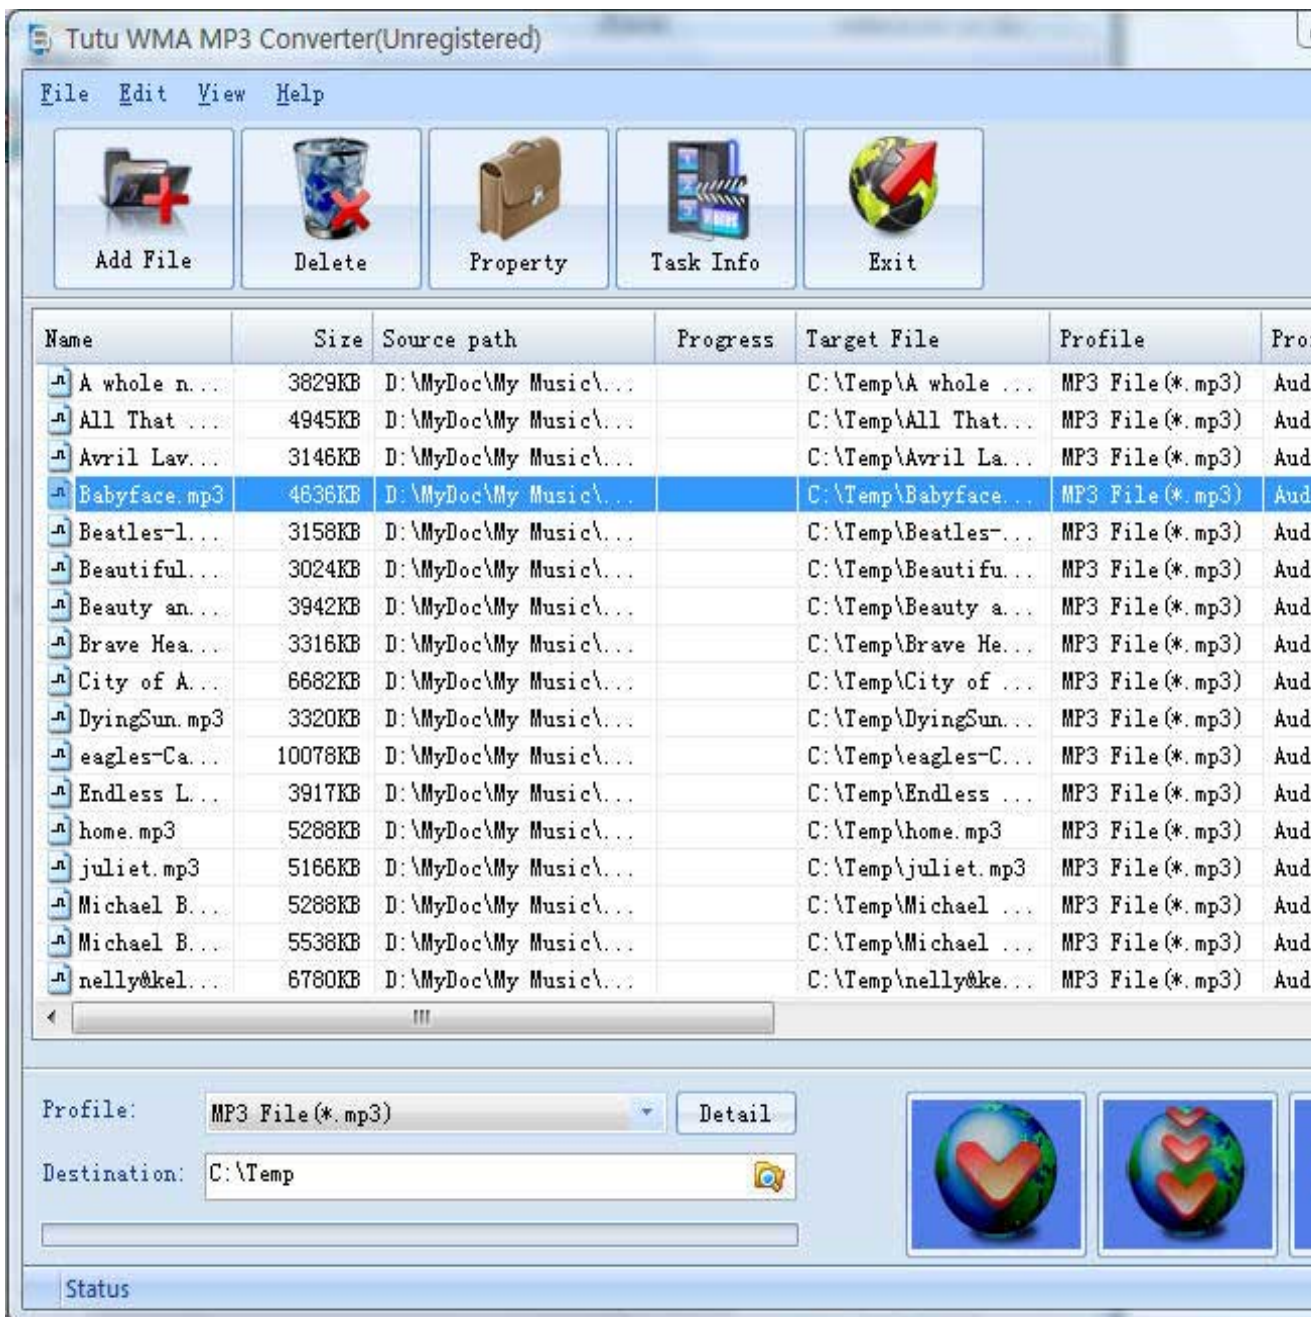 Tutu WMA MP3 Converter(Unregistered)
File Edit View Help
Add File Delete Property Task Info Exit
Name Size Source path Progress Target File Profile Pro
A whole n... 3829KB D:\MyDoc\My Music\... C:\Temp\A whole ... MP3 File(*.mp3) Aud
All That ... 4945KB D:\MyDoc\My Music\... C:\Temp\All That... MP3 File(*.mp3) Aud
Avril Lav... 3146KB D:\MyDoc\My Music\... C:\Temp\Avril La... MP3 File(*.mp3) Aud
Babyface.mp3 4636KB D:\MyDoc\My Music\... C:\Temp\Babyface... MP3 File(*.mp3) Aud
Beatles-l... 3158KB D:\MyDoc\My Music\... C:\Temp\Beatles-... MP3 File(*.mp3) Aud
Beautiful... 3024KB D:\MyDoc\My Music\... C:\Temp\Beautifu... MP3 File(*.mp3) Aud
Beauty an... 3942KB D:\MyDoc\My Music\... C:\Temp\Beauty a... MP3 File(*.mp3) Aud
Brave Hea... 3316KB D:\MyDoc\My Music\... C:\Temp\Brave He... MP3 File(*.mp3) Aud
City of A... 6682KB D:\MyDoc\My Music\... C:\Temp\City of ... MP3 File(*.mp3) Aud
DyingSun.mp3 3320KB D:\MyDoc\My Music\... C:\Temp\DyingSun... MP3 File(*.mp3) Aud
eagles-Ca... 10078KB D:\MyDoc\My Music\... C:\Temp\eagles-C... MP3 File(*.mp3) Aud
Endless L... 3917KB D:\MyDoc\My Music\... C:\Temp\Endless ... MP3 File(*.mp3) Aud
home.mp3 5288KB D:\MyDoc\My Music\... C:\Temp\home.mp3 MP3 File(*.mp3) Aud
juliet.mp3 5166KB D:\MyDoc\My Music\... C:\Temp\juliet.mp3 MP3 File(*.mp3) Aud
Michael B... 5288KB D:\MyDoc\My Music\... C:\Temp\Michael ... MP3 File(*.mp3) Aud
Michael B... 5538KB D:\MyDoc\My Music\... C:\Temp\Michael ... MP3 File(*.mp3) Aud
nelly&kel... 6780KB D:\MyDoc\My Music\... C:\Temp\nelly&ke... MP3 File(*.mp3) Aud
Profile: MP3 File(*.mp3) Detail
Destination: C:\Temp
Status